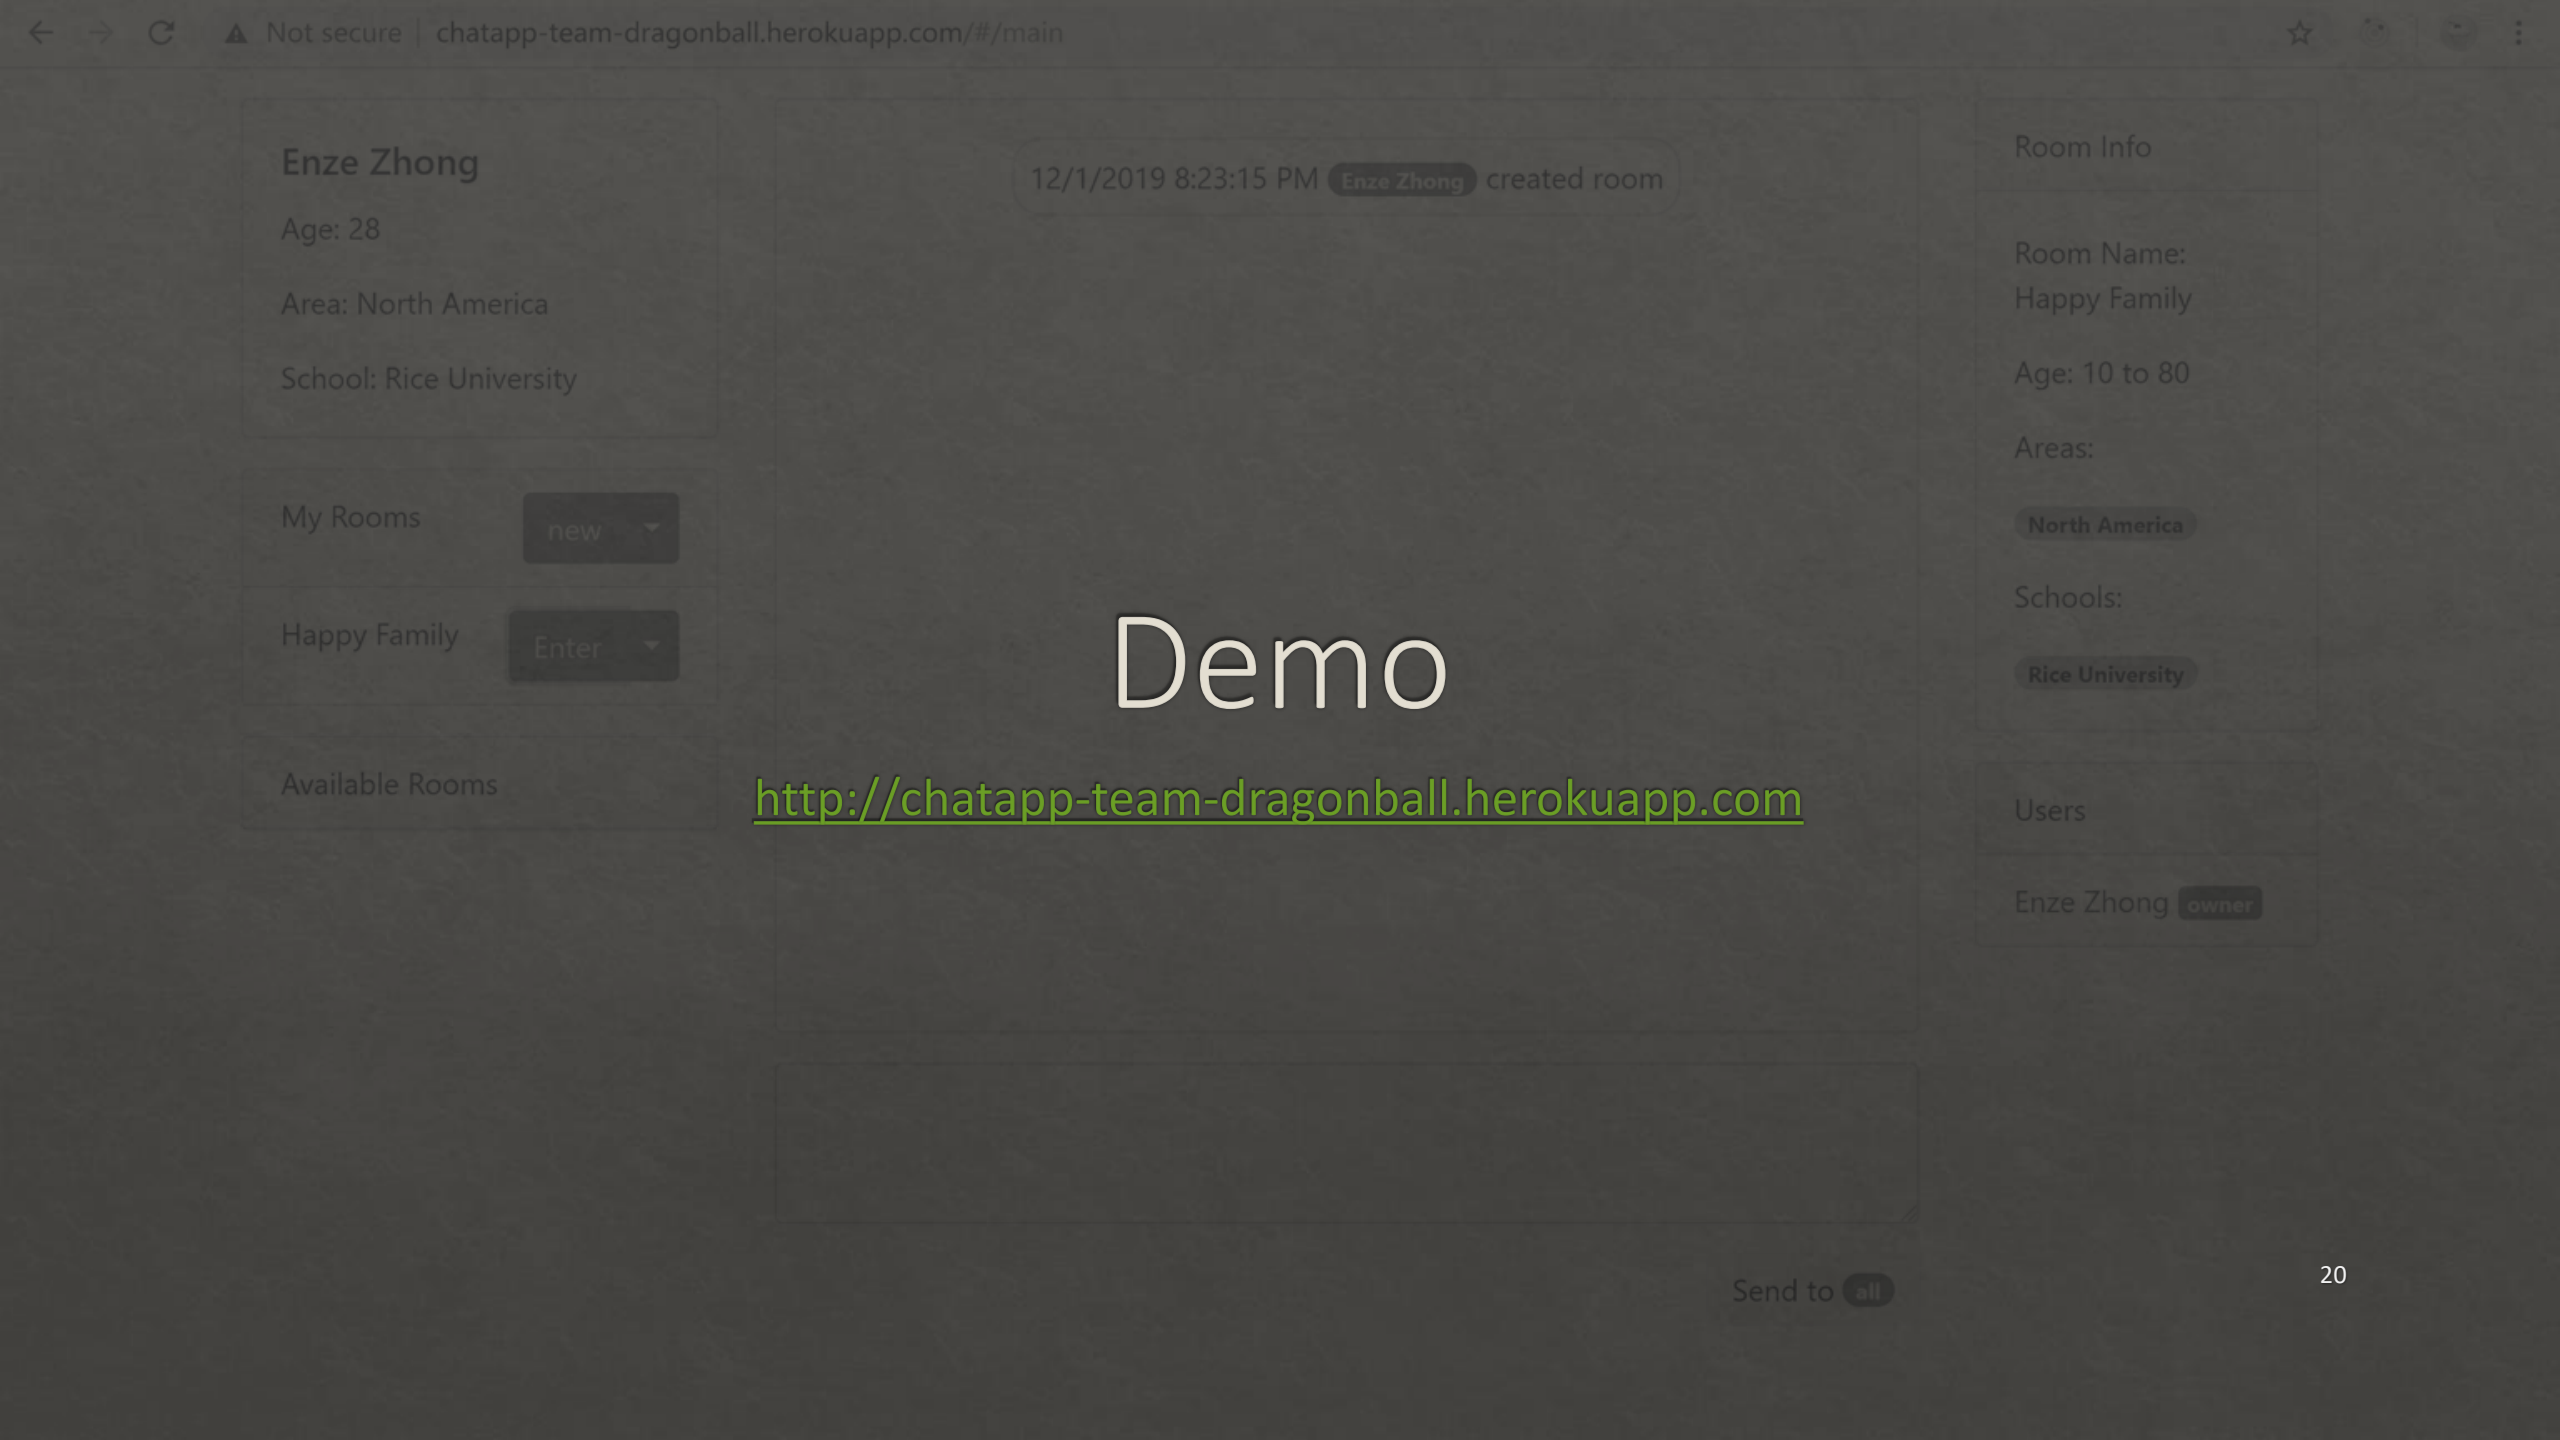 Not secure | chatapp-team-dragonball.herokuapp.com/#/main
Enze Zhong
Age: 28
Area: North America
School: Rice University
My Rooms
new
Happy Family
Enter
Available Rooms
12/1/2019 8:23:15 PM Enze Zhong created room
Demo
http://chatapp-team-dragonball.herokuapp.com
Send to all
Room Info
Room Name:
Happy Family
Age: 10 to 80
Areas:
North America
Schools:
Rice University
Users
Enze Zhong owner
20